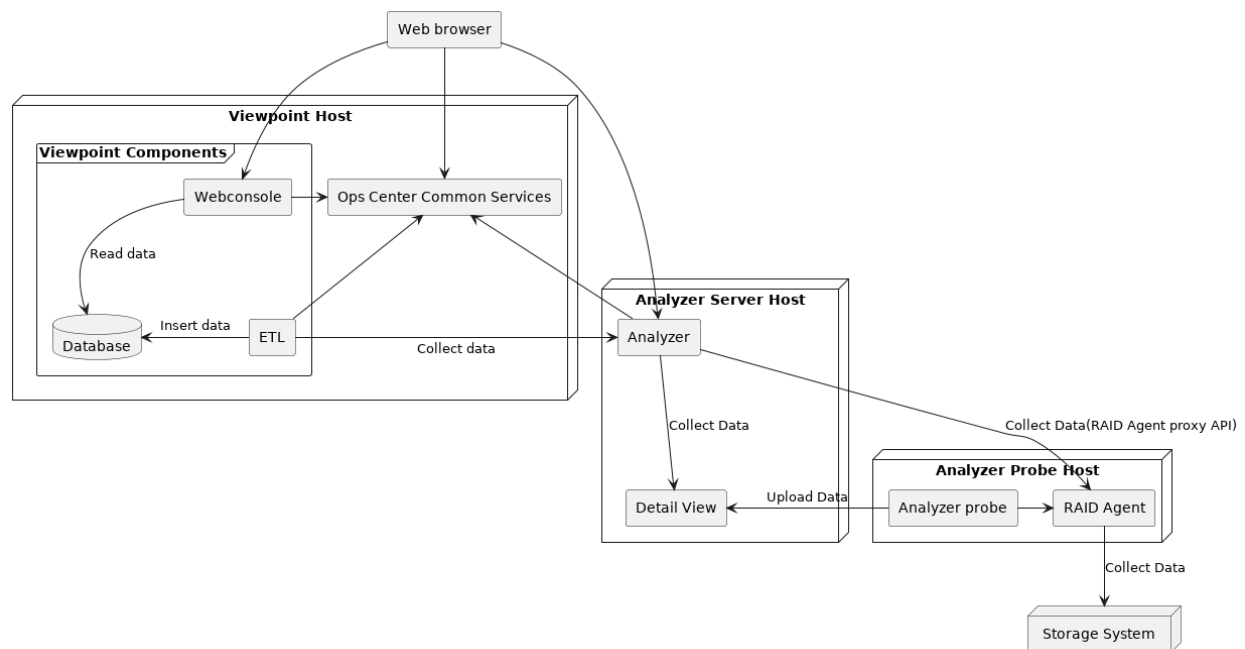 Web browser
Viewpoint Host
Viewpoint Components
Webconsole
Ops Center Common Services
Read data
Analyzer Server Host
Database
Insert data
ETL
Collect data
Analyzer
Collect Data
Collect Data(RAID Agent proxy API)
Analyzer Probe Host
Detail View
Upload Data
Analyzer probe
RAID Agent
Collect Data
Storage System